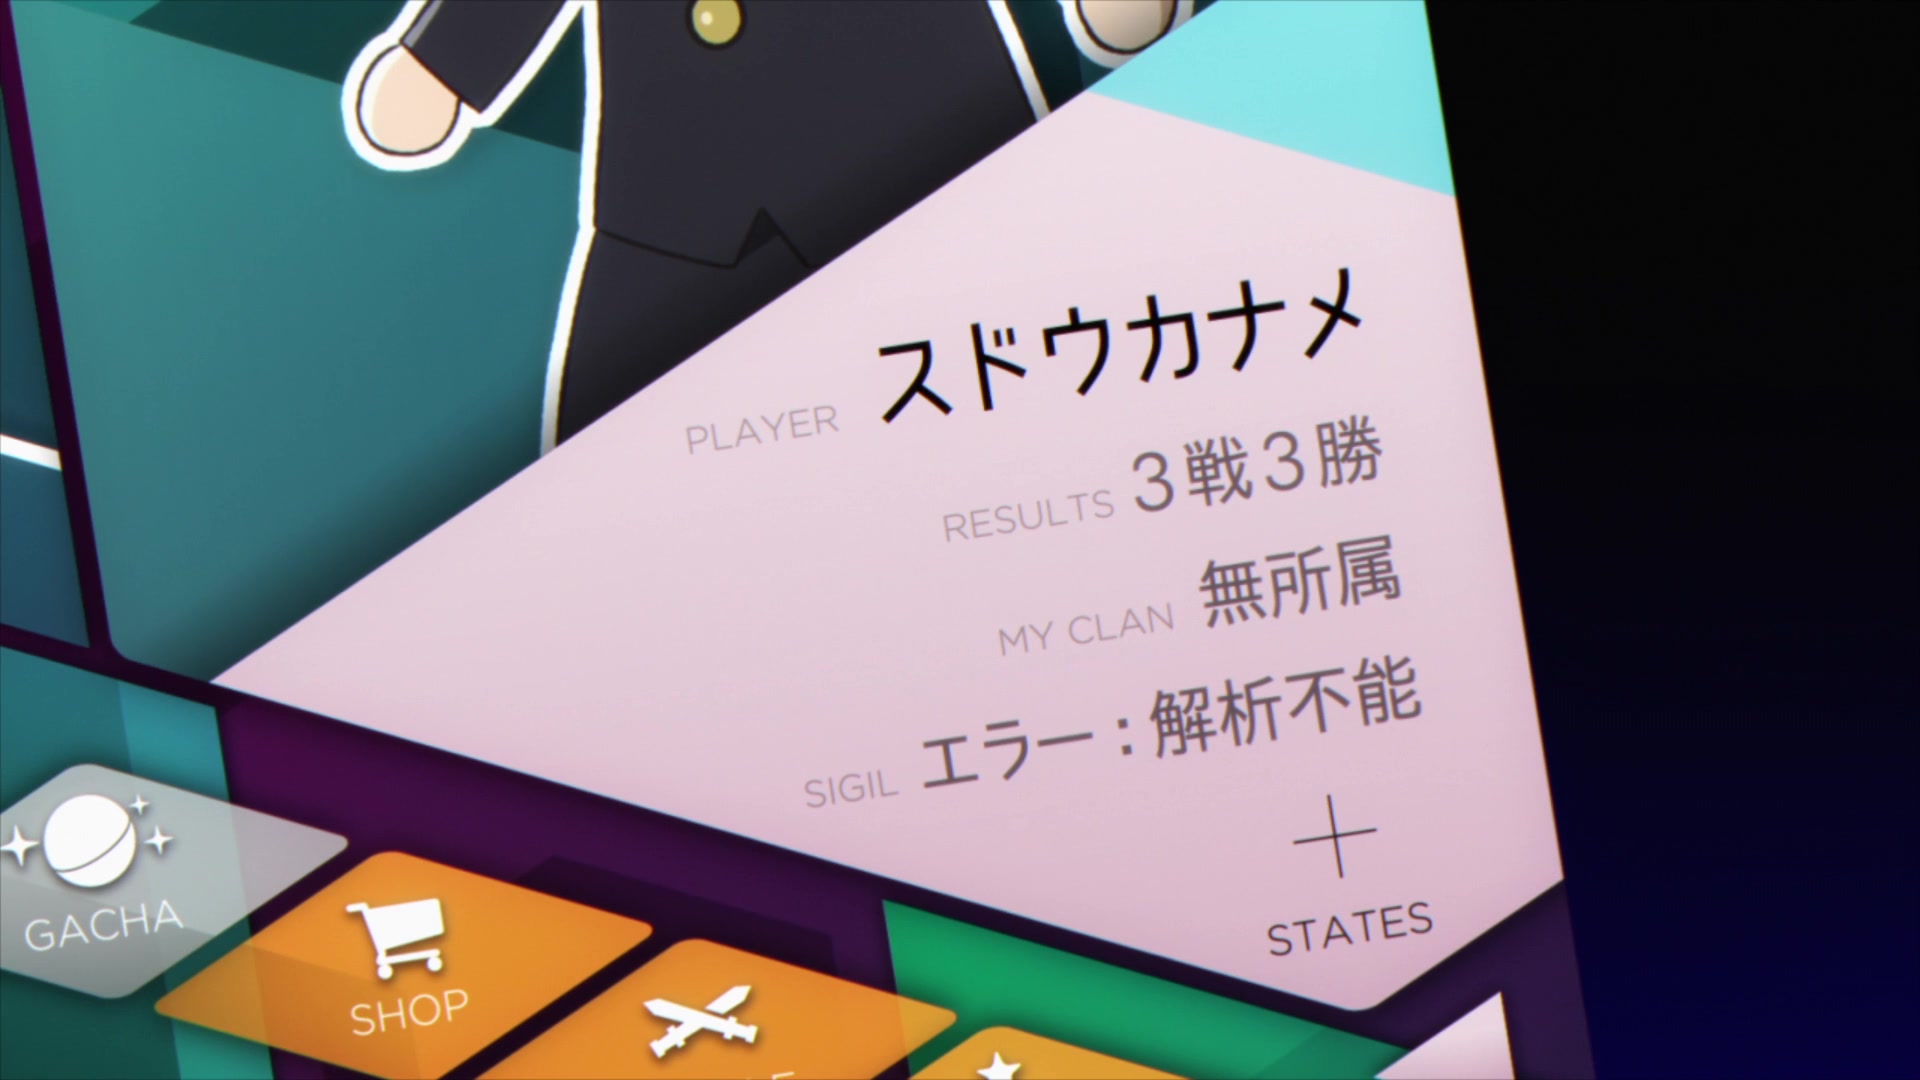 PLAYER スドウカナメ
RESULTS 3戦3勝
MY CLAN 無所属
SIGIL エラー：解析不能
STATES
GACHA
SHOP